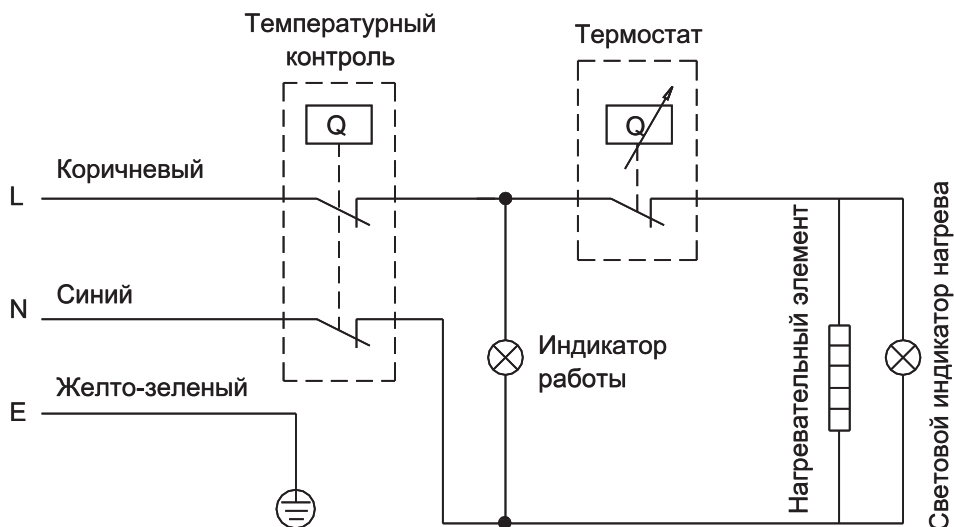 Температурный
контроль
Термостат
Q
Q
Коричневый
L
Синий
N
Индикатор
работы
Желто-зеленый
E
Нагревательный элемент
Световой индикатор нагрева